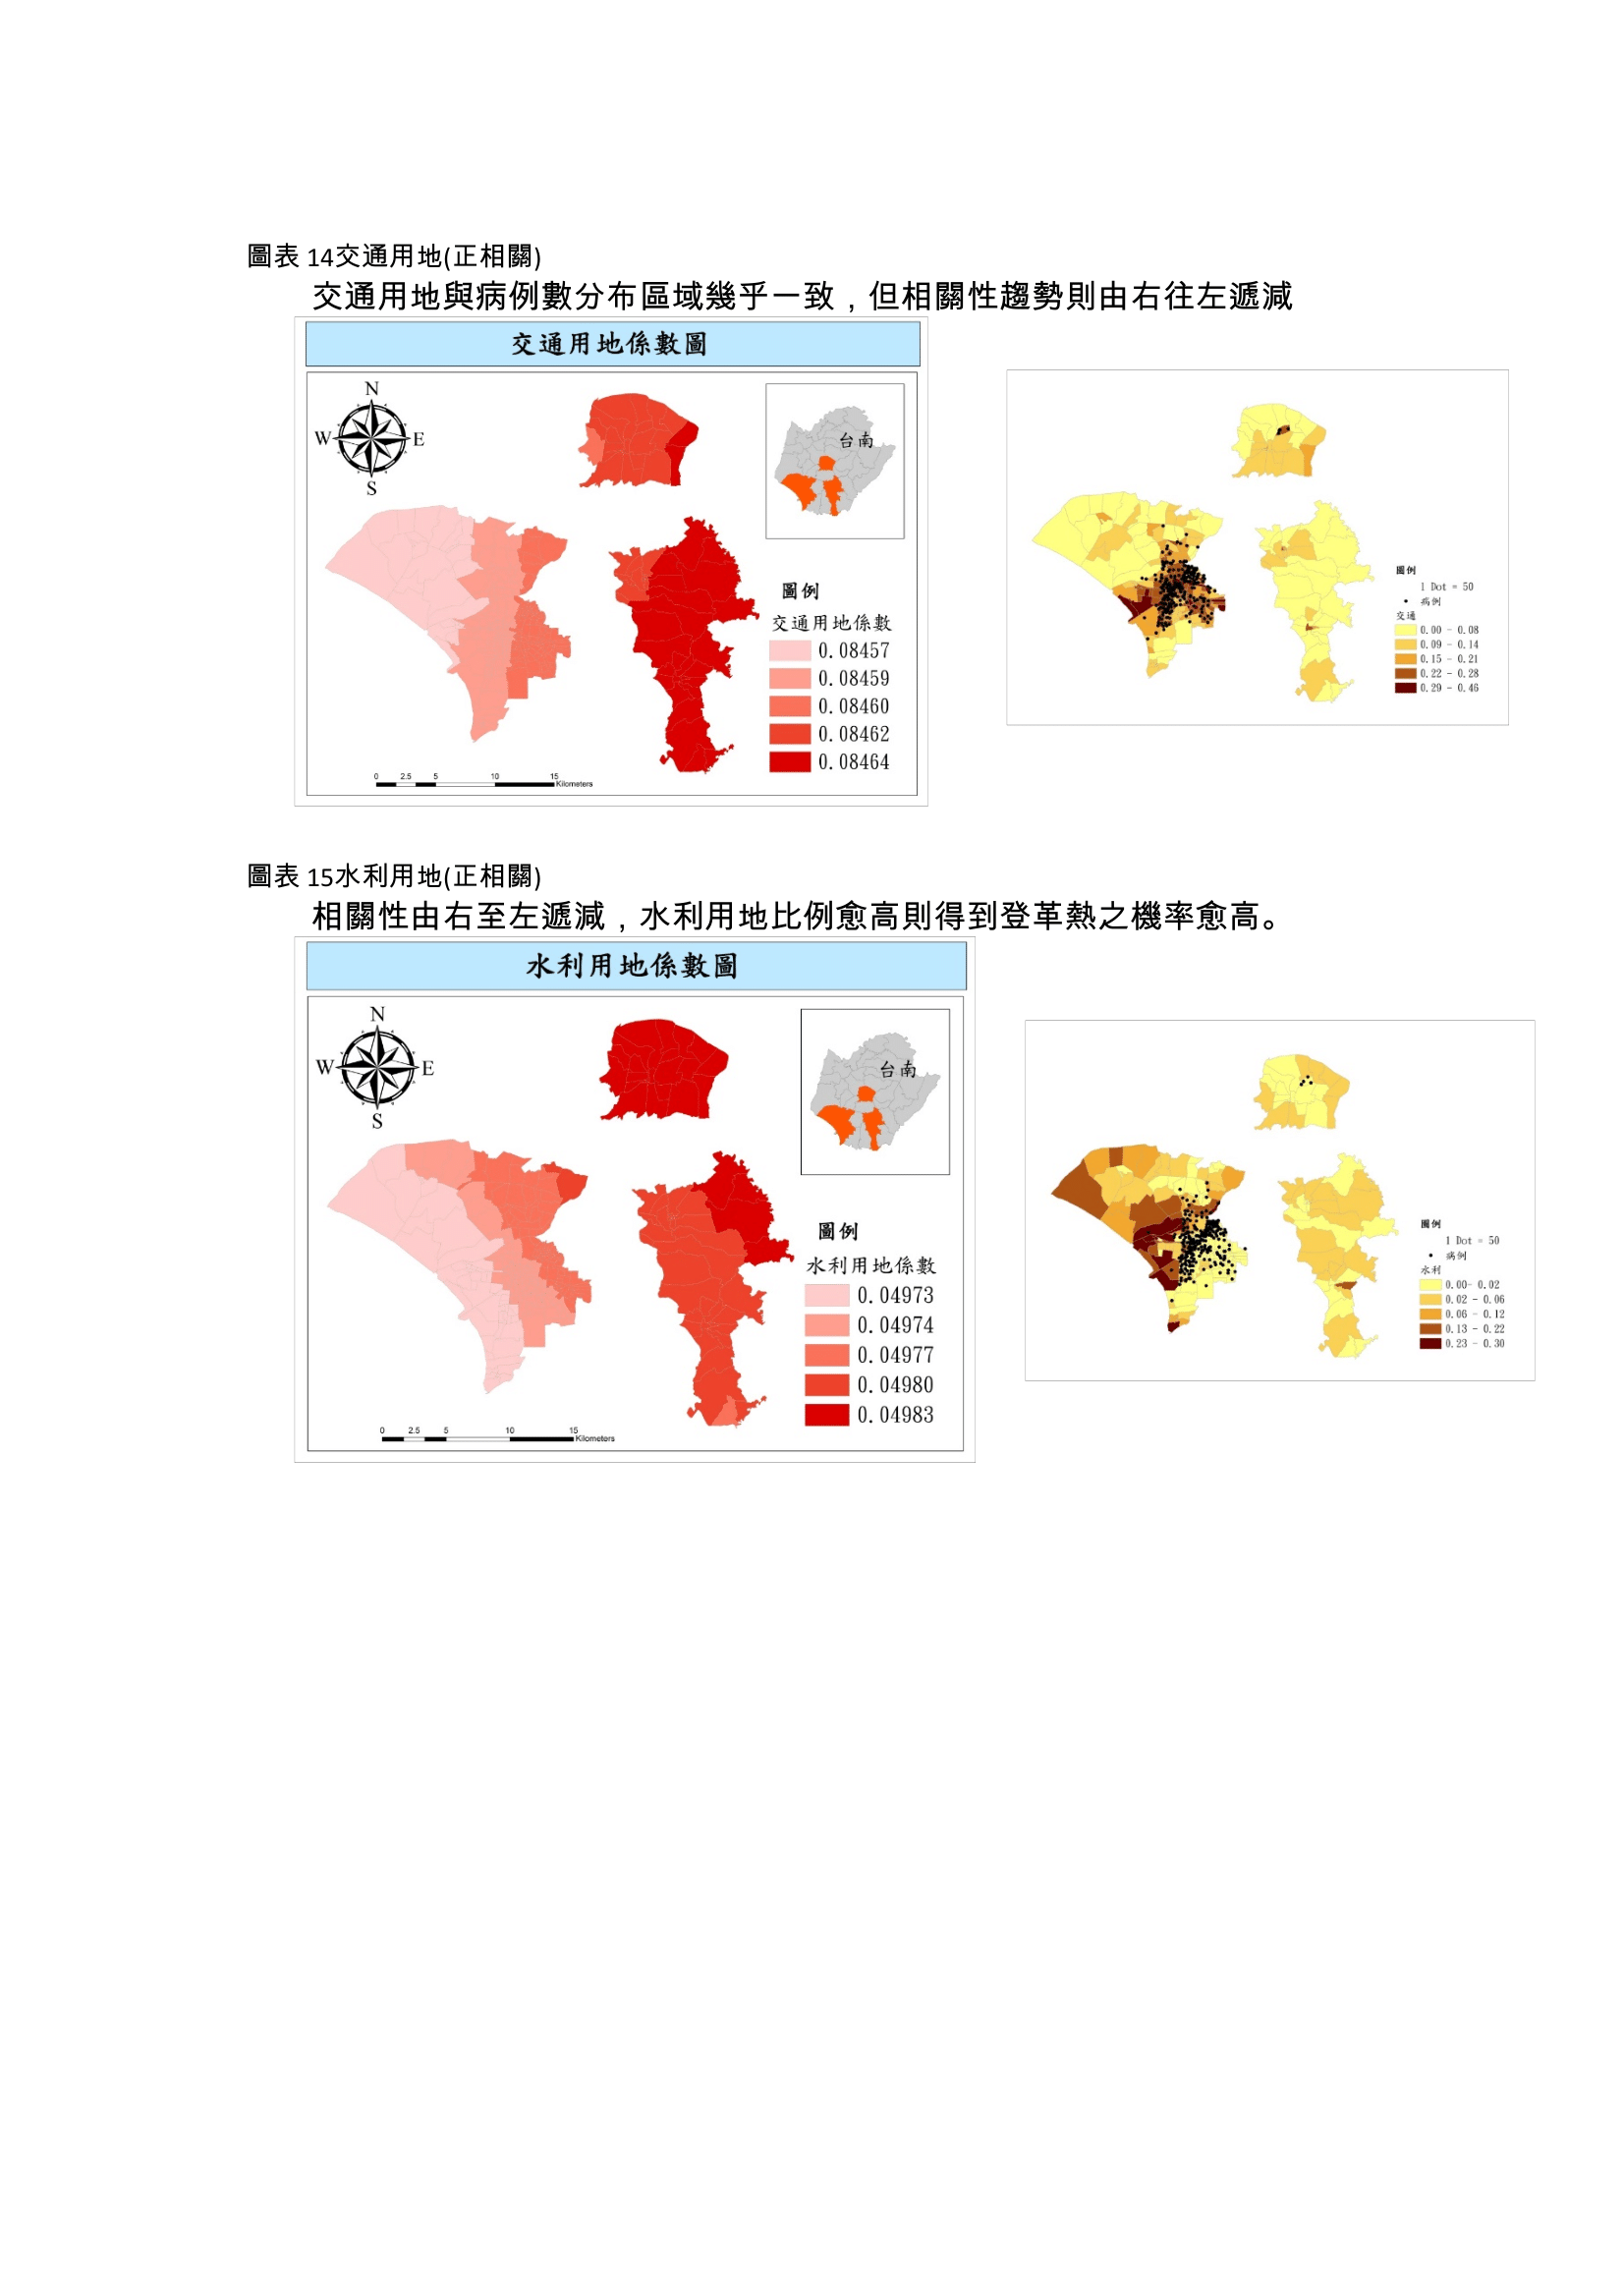 圖表 14交通用地(正相關)
交通用地與病例數分布區域幾乎一致，但相關性趨勢則由右往左遞減
交通用地係數圖
N
W E
S
台南
圖例
交通用地係數
0.08457
0.08459
0.08460
0.08462
0.08464
0 2.5 5 10 15
Kilometers
圖例
1 Dot = 50
病例
交通
0.00 - 0.08
0.09 - 0.14
0.15 - 0.21
0.22 - 0.28
0.29 - 0.46
圖表 15水利用地(正相關)
相關性由右至左遞減，水利用地比例愈高則得到登革熱之機率愈高。
水利用地係數圖
N
W E
S
台南
圖例
水利用地係數
0.04973
0.04974
0.04977
0.04980
0.04983
0 2.5 5 10 15
Kilometers
圖例
1 Dot = 50
病例
水利
0.00- 0.02
0.02 - 0.06
0.06 - 0.12
0.13 - 0.22
0.23 - 0.30